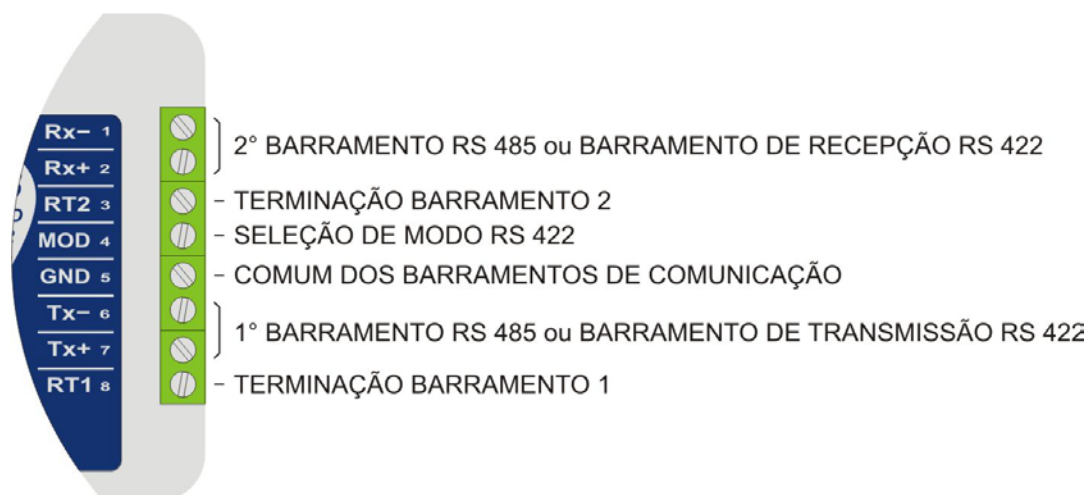 Rx− 1
Rx+ 2
RT2 3
MOD 4
GND 5
Tx− 6
Tx+ 7
RT1 8
2° BARRAMENTO RS 485 ou BARRAMENTO DE RECEPÇÃO RS 422
- TERMINAÇÃO BARRAMENTO 2
- SELEÇÃO DE MODO RS 422
- COMUM DOS BARRAMENTOS DE COMUNICAÇÃO
1° BARRAMENTO RS 485 ou BARRAMENTO DE TRANSMISSÃO RS 422
- TERMINAÇÃO BARRAMENTO 1